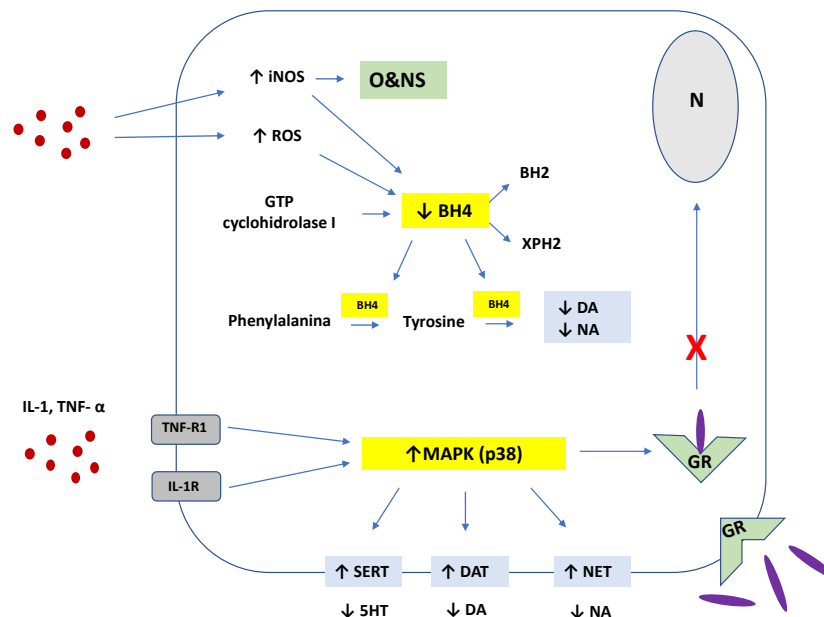 ↑ iNOS
O&NS
N
↑ ROS
BH2
GTP
cyclohidrolase I
↓ BH4
XPH2
BH4
BH4
Phenylalanina
Tyrosine
↓ DA
↓ NA
X
IL-1, TNF- α
TNF-R1
↑MAPK (p38)
GR
IL-1R
GR
↑ SERT
↑ DAT
↑ NET
↓ 5HT
↓ DA
↓ NA